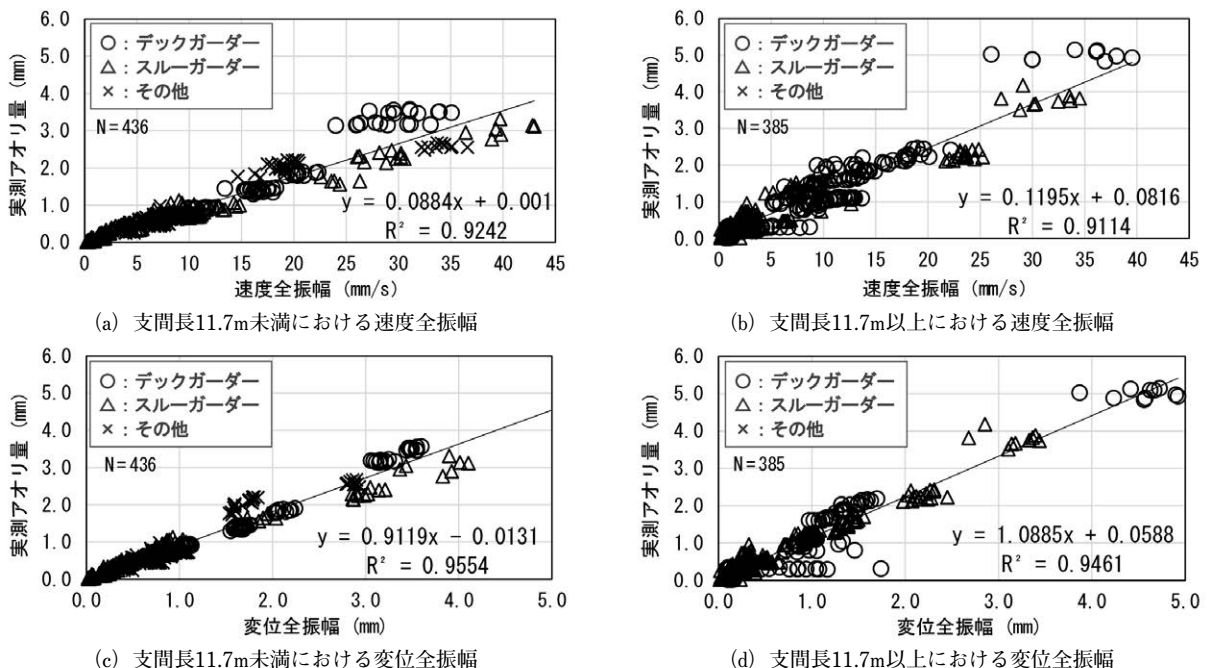 6.0
5.0
4.0
3.0
2.0
1.0
0.0
実測アオリ量 (mm)
○：デックガーダー
△：スルーガーダー
×：その他
N=436
y = 0.0884x + 0.001
R² = 0.9242
0 5 10 15 20 25 30 35 40 45
速度全振幅 (mm/s)
(a) 支間長11.7m未満における速度全振幅
6.0
5.0
4.0
3.0
2.0
1.0
0.0
実測アオリ量 (mm)
○：デックガーダー
△：スルーガーダー
×：その他
N=385
y = 0.1195x + 0.0816
R² = 0.9114
0 5 10 15 20 25 30 35 40 45
速度全振幅 (mm/s)
(b) 支間長11.7m以上における速度全振幅
6.0
5.0
4.0
3.0
2.0
1.0
0.0
実測アオリ量 (mm)
○：デックガーダー
△：スルーガーダー
×：その他
N=436
y = 0.9119x − 0.0131
R² = 0.9554
0.0 1.0 2.0 3.0 4.0 5.0
変位全振幅 (mm)
(c) 支間長11.7m未満における変位全振幅
6.0
5.0
4.0
3.0
2.0
1.0
0.0
実測アオリ量 (mm)
○：デックガーダー
△：スルーガーダー
×：その他
N=385
y = 1.0885x + 0.0588
R² = 0.9461
0.0 1.0 2.0 3.0 4.0 5.0
変位全振幅 (mm)
(d) 支間長11.7m以上における変位全振幅